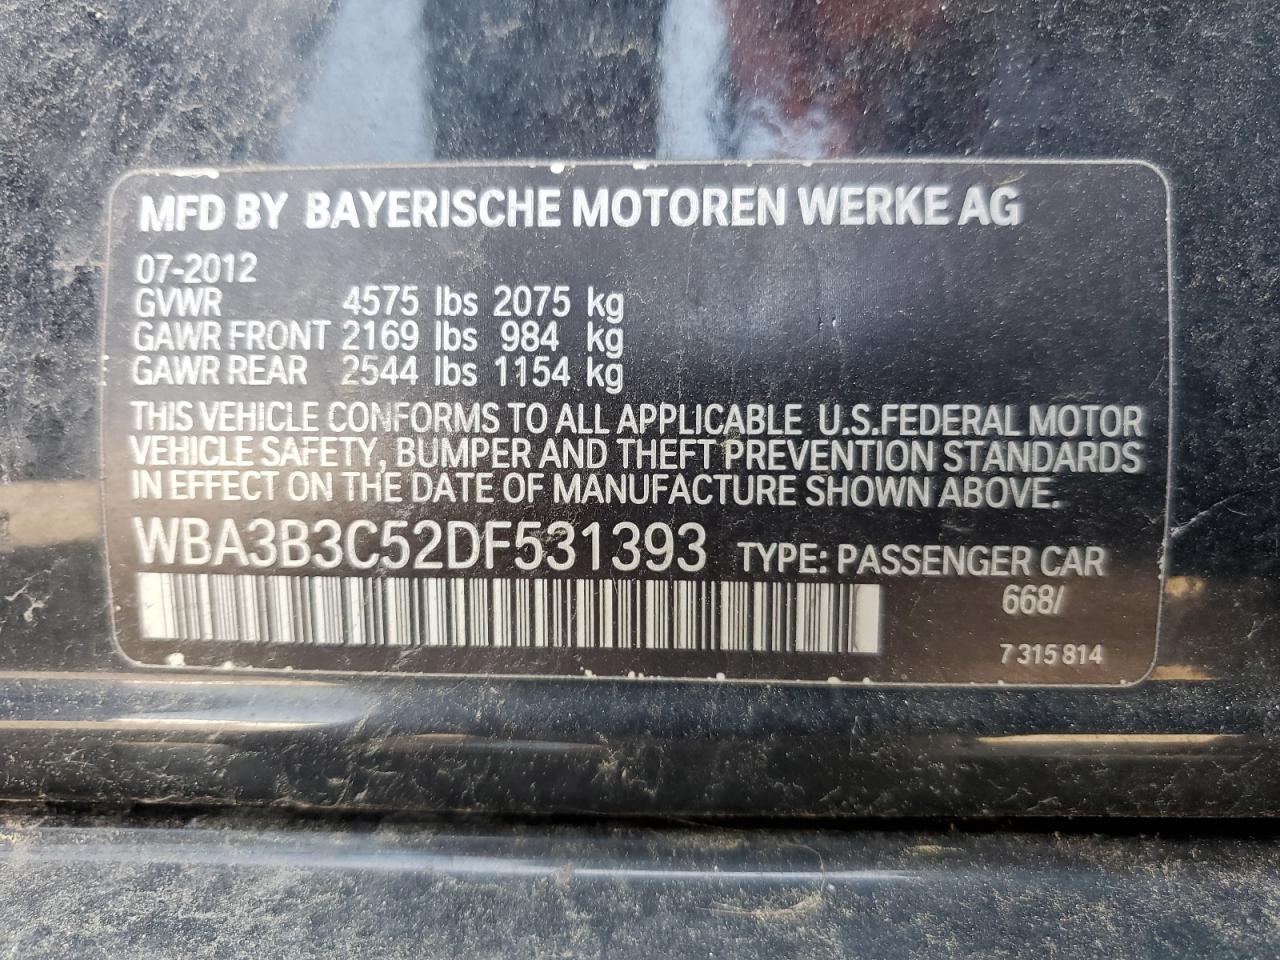 MFD BY BAYERISCHE MOTOREN WERKE AG
07-2012
GVWR 4575 lbs 2075 kg
GAWR FRONT 2169 lbs 984 kg
GAWR REAR 2544 lbs 1154 kg
THIS VEHICLE CONFORMS TO ALL APPLICABLE U.S.FEDERAL MOTOR
VEHICLE SAFETY, BUMPER AND THEFT PREVENTION STANDARDS
IN EFFECT ON THE DATE OF MANUFACTURE SHOWN ABOVE.
WBA3B3C52DF531393 TYPE: PASSENGER CAR
668/
7 315 814